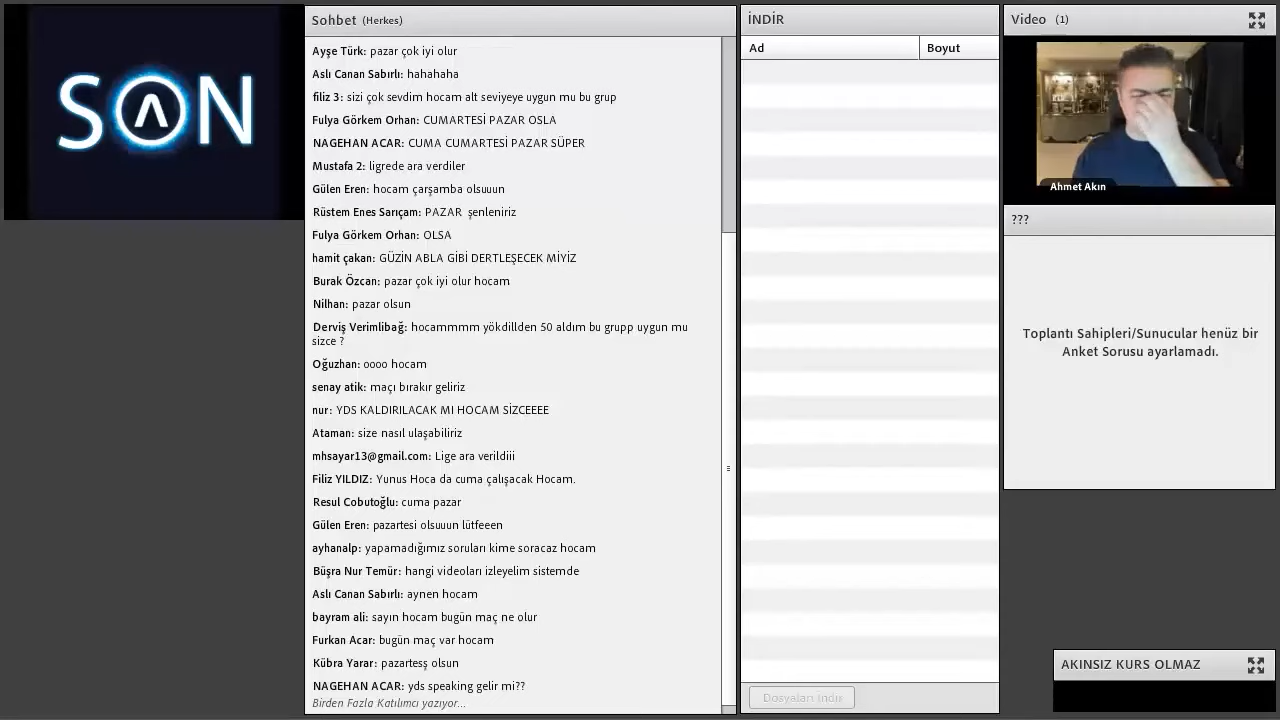 SΛN
Sohbet (Herkes)
Ayşe Türk: pazar çok iyi olur
Aslı Canan Sabırlı: hahahaha
filiz 3: sizi çok sevdim hocam alt seviyeye uygun mu bu grup
Fulya Görkem Orhan: CUMARTESİ PAZAR OSLA
NAGEHAN ACAR: CUMA CUMARTESİ PAZAR SÜPER
Mustafa 2: ligrede ara verdiler
Gülen Eren: hocam çarşamba olsuuun
Rüstem Enes Sarıçam: PAZAR şenleniriz
Fulya Görkem Orhan: OLSA
hamit çakan: GÜZİN ABLA GİBİ DERTLEŞECEK MİYİZ
Burak Özcan: pazar çok iyi olur hocam
Nilhan: pazar olsun
Derviş Verimlibağ: hocammmm yökdillden 50 aldım bu grupp uygun mu
sizce ?
Oğuzhan: oooo hocam
senay atik: maçı bırakır geliriz
nur: YDS KALDIRILACAK MI HOCAM SİZCEEEE
Ataman: size nasıl ulaşabiliriz
mhsayar13@gmail.com: Lige ara verildiii
Filiz YILDIZ: Yunus Hoca da cuma çalışacak Hocam.
Resul Cobutoğlu: cuma pazar
Gülen Eren: pazartesi olsuuun lütfeeen
ayhanalp: yapamadığımız soruları kime soracaz hocam
Büşra Nur Temür: hangi videoları izleyelim sistemde
Aslı Canan Sabırlı: aynen hocam
bayram ali: sayın hocam bugün maç ne olur
Furkan Acar: bugün maç var hocam
Kübra Yarar: pazartesş olsun
NAGEHAN ACAR: yds speaking gelir mi??
Birden Fazla Katılımcı yazıyor...
İNDİR
Ad Boyut
Dosyaları İndir
Video (1)
Ahmet Akın
???
Toplantı Sahipleri/Sunucular henüz bir
Anket Sorusu ayarlamadı.
AKINSIZ KURS OLMAZ